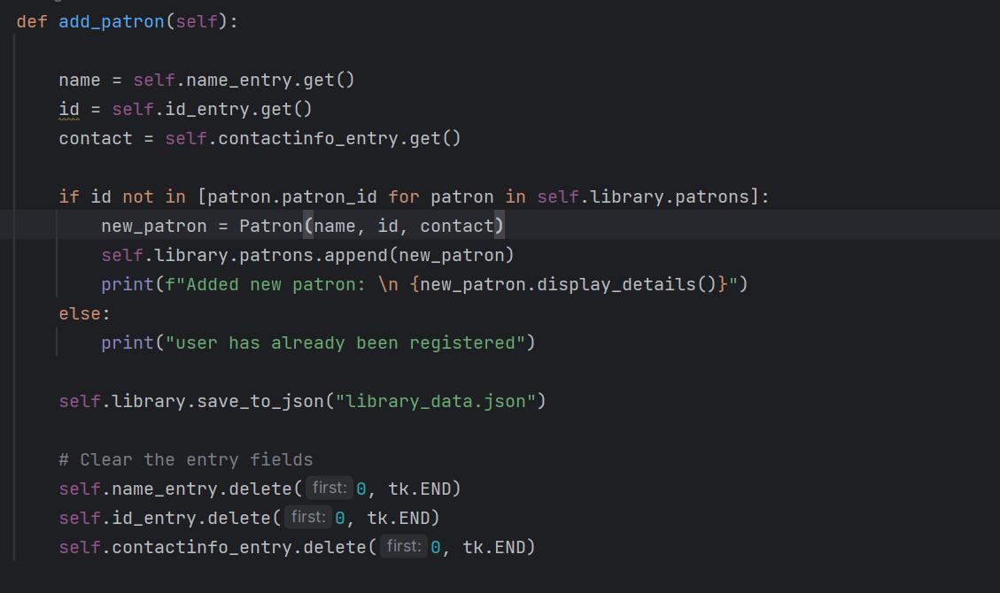 def add_patron(self):
name = self.name_entry.get()
id = self.id_entry.get()
contact = self.contactinfo_entry.get()
if id not in [patron.patron_id for patron in self.library.patrons]:
new_patron = Patron(name, id, contact)
self.library.patrons.append(new_patron)
print(f"Added new patron: \n {new_patron.display_details()}")
else:
print("user has already been registered")
self.library.save_to_json("library_data.json")
# Clear the entry fields
self.name_entry.delete( first: 0, tk.END)
self.id_entry.delete( first: 0, tk.END)
self.contactinfo_entry.delete( first: 0, tk.END)